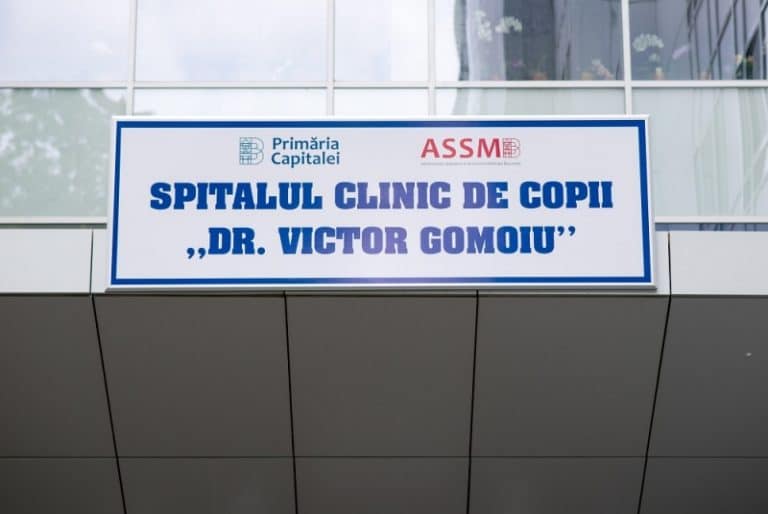 Primăria
Capitalei
ASSMB
SPITALUL CLINIC DE COPII
„DR. VICTOR GOMOIU”